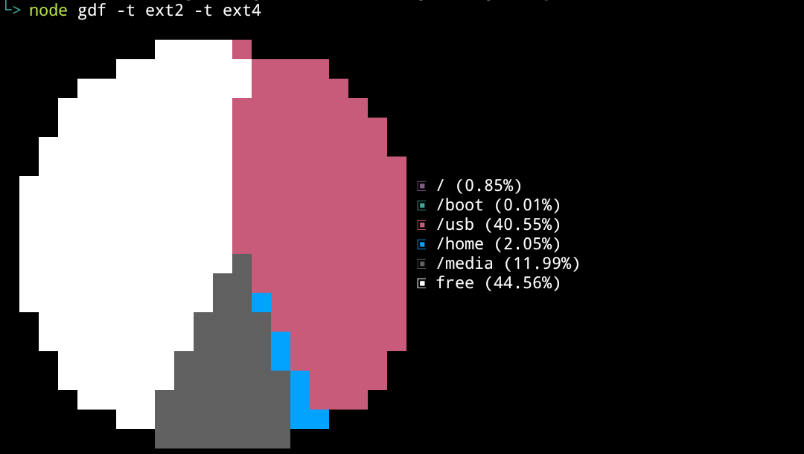 └> node gdf -t ext2 -t ext4
/ (0.85%)
/boot (0.01%)
/usb (40.55%)
/home (2.05%)
/media (11.99%)
free (44.56%)